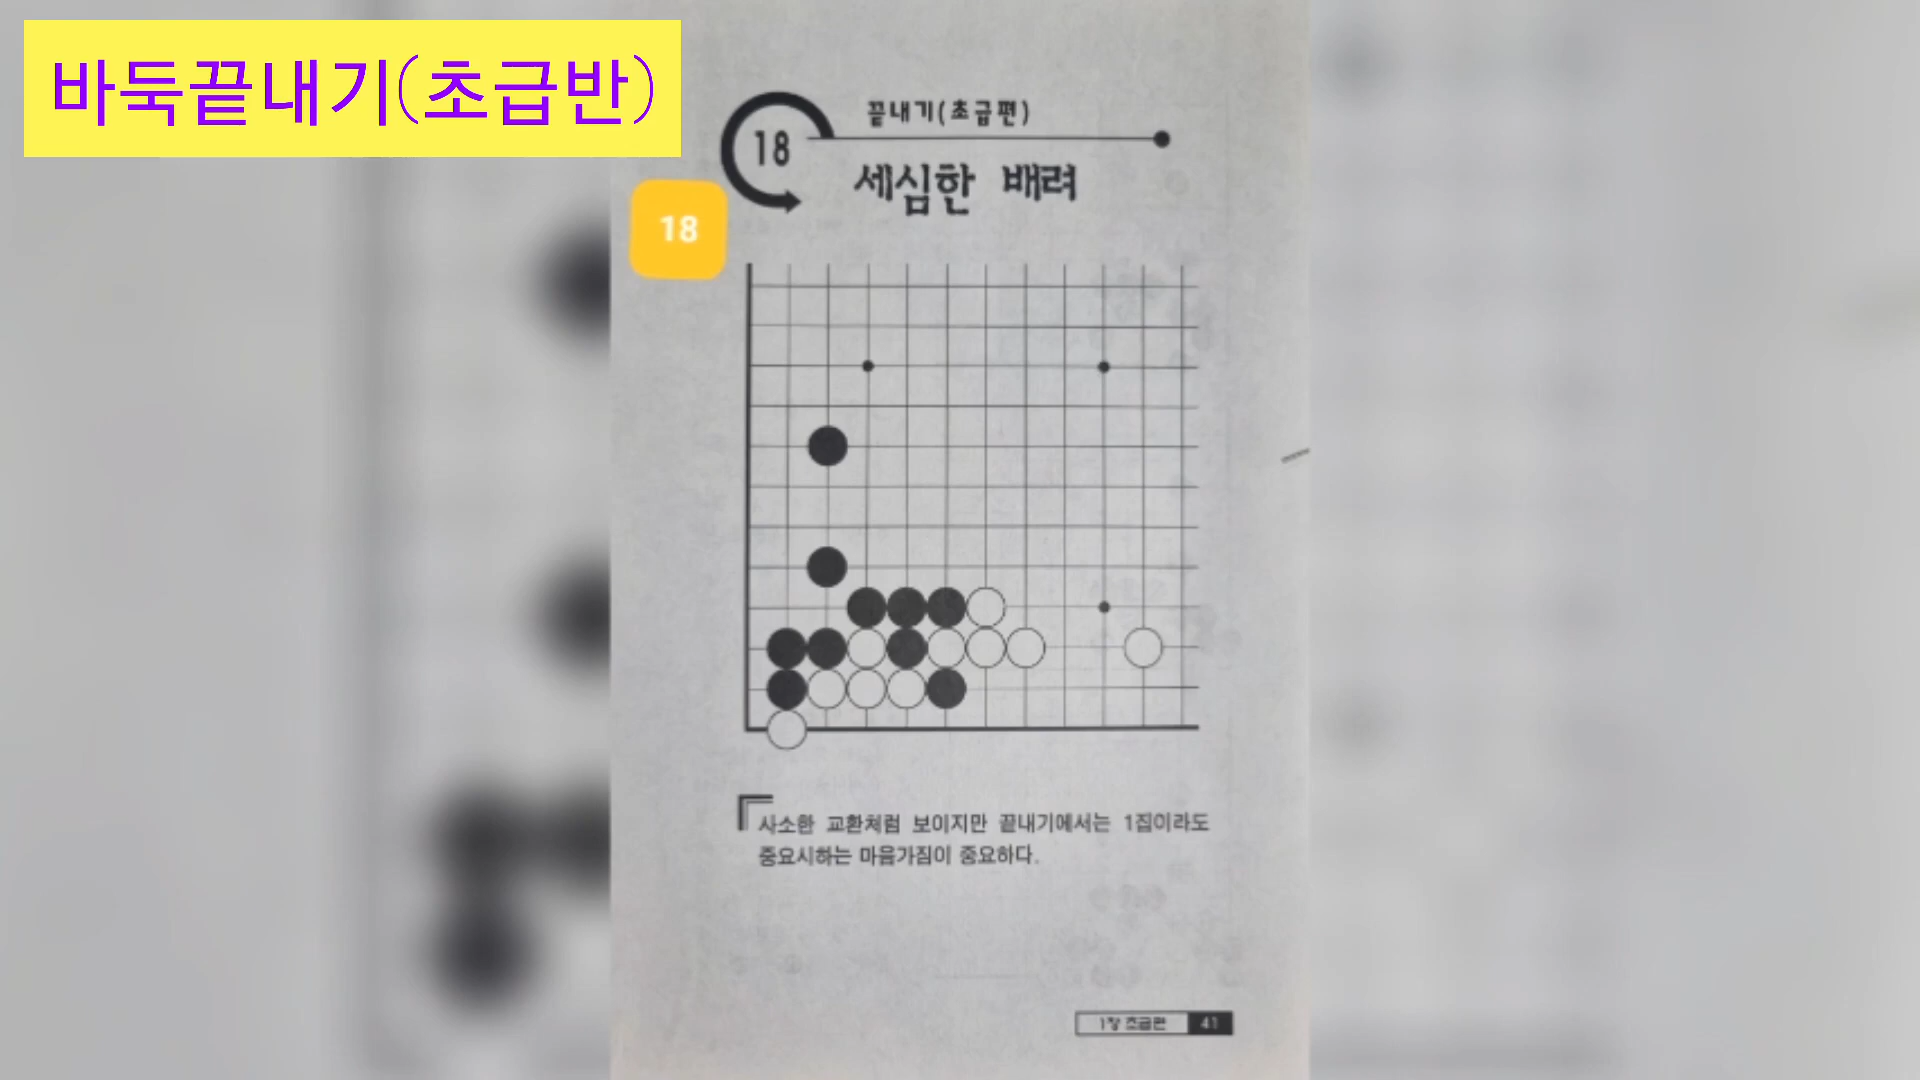 바둑끝내기(초급반)
끝내기(초급편)
18
세심한 배려
18
사소한 교환처럼 보이지만 끝내기에서는 1집이라도
중요시하는 마음가짐이 중요하다.
1장 초급편 41